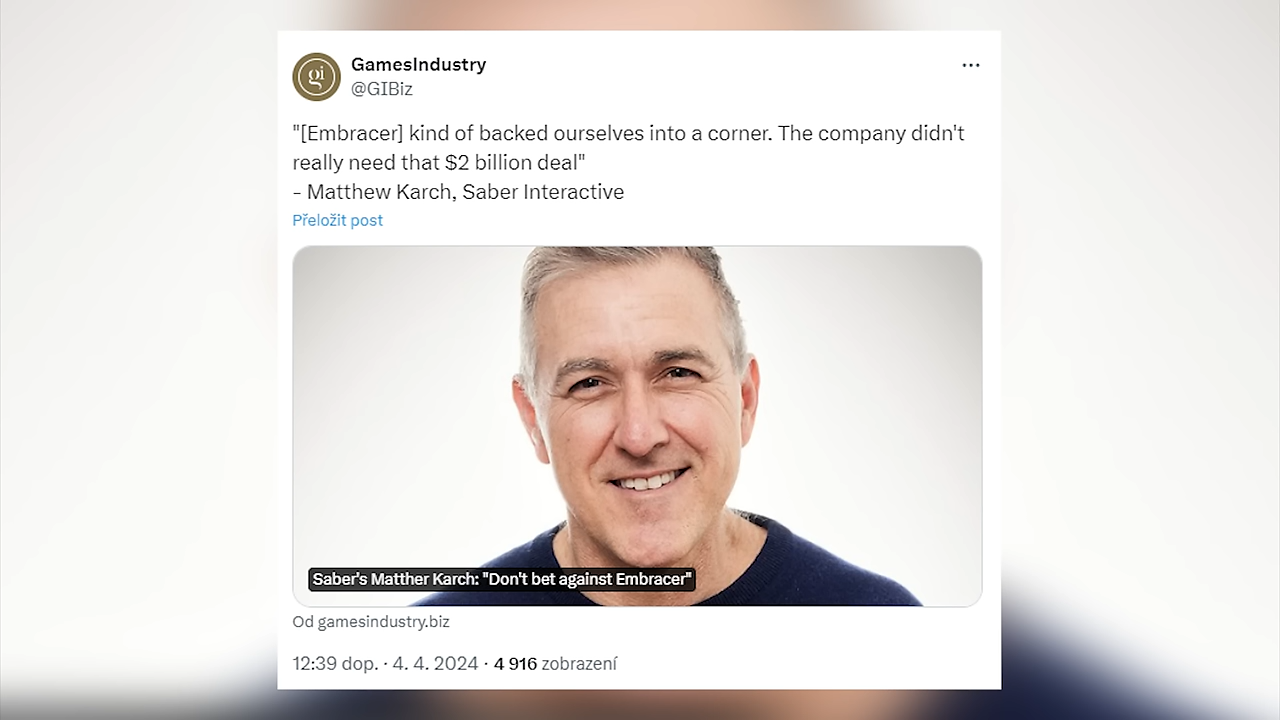 gi
GamesIndustry
@GIBiz
"[Embracer] kind of backed ourselves into a corner. The company didn't
really need that $2 billion deal"
- Matthew Karch, Saber Interactive
Přeložit post
Saber's Matther Karch: "Don't bet against Embracer"
Od gamesindustry.biz
12:39 dop. · 4. 4. 2024 · 4 916 zobrazení